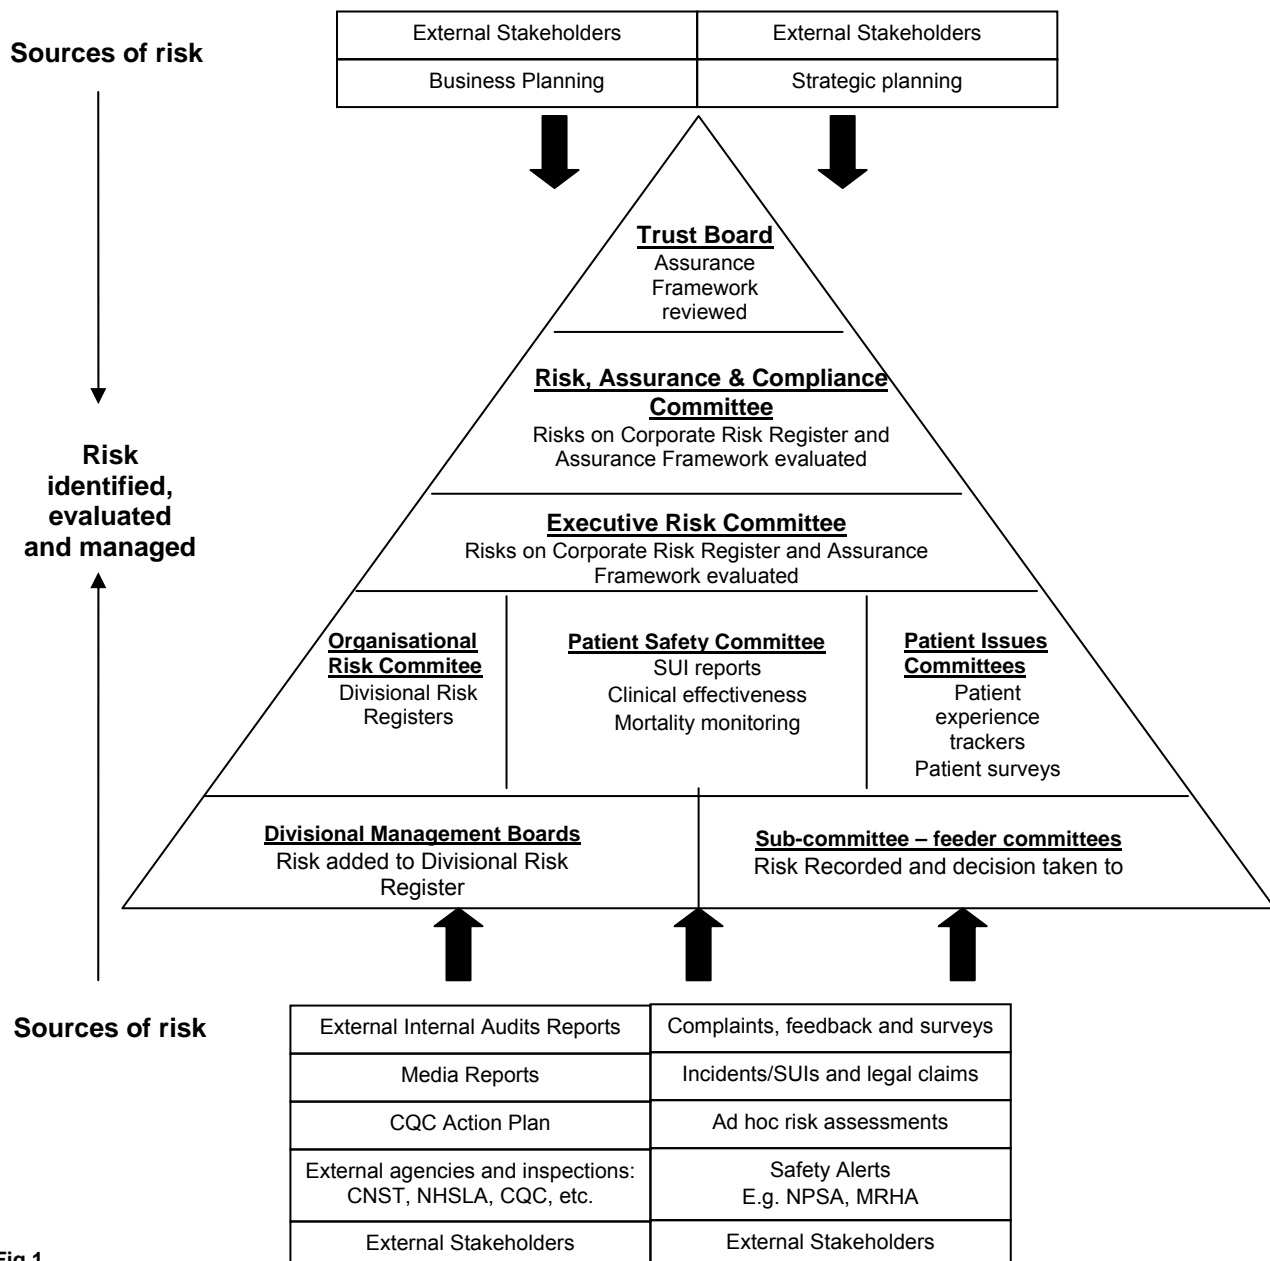 External Stakeholders
External Stakeholders
Sources of risk
Business Planning
Strategic planning
Trust Board
Assurance
Framework
reviewed
Risk, Assurance & Compliance
Committee
Risks on Corporate Risk Register and
Assurance Framework evaluated
Risk
identified,
evaluated
and managed
Executive Risk Committee
Risks on Corporate Risk Register and Assurance
Framework evaluated
Organisational
Risk Commitee
Divisional Risk
Registers
Patient Safety Committee
SUI reports
Clinical effectiveness
Mortality monitoring
Patient Issues
Committees
Patient
experience
trackers
Patient surveys
Divisional Management Boards
Risk added to Divisional Risk
Register
Sub-committee – feeder committees
Risk Recorded and decision taken to
Sources of risk
External Internal Audits Reports
Complaints, feedback and surveys
Media Reports
Incidents/SUIs and legal claims
CQC Action Plan
Ad hoc risk assessments
External agencies and inspections:
CNST, NHSLA, CQC, etc.
Safety Alerts
E.g. NPSA, MRHA
External Stakeholders
External Stakeholders
Fig 1